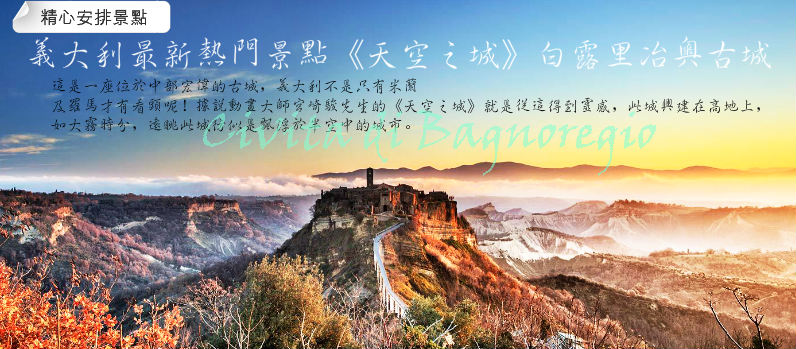 精心安排景點
義大利最新熱門景點《天空之城》白露里治奧古城
這是一座位於中部宏偉的古城，義大利不是只有米蘭
及羅馬才有看頭呢！據說動畫大師宮崎駿先生的《天空之城》就是從這得到靈感，此城興建在高地上，
如大霧時分，遠眺此城仿似是飄浮於半空中的城市。
Civita di Bagnoregio